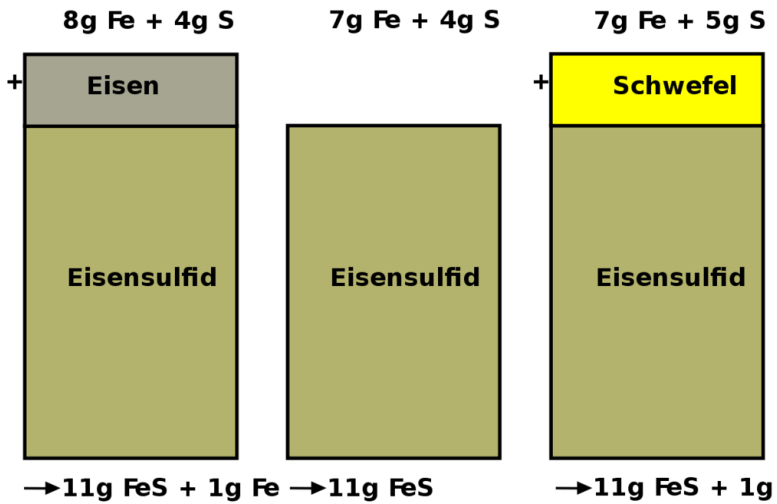 8g Fe + 4g S
7g Fe + 4g S
7g Fe + 5g S
+ Eisen
+ Schwefel
Eisensulfid
Eisensulfid
Eisensulfid
→11g FeS + 1g Fe
→11g FeS
→11g FeS + 1g